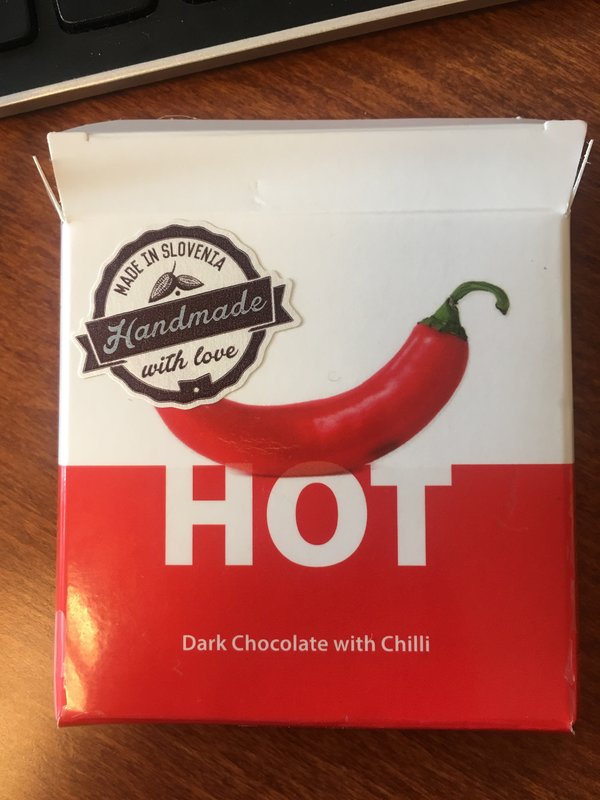 MADE IN SLOVENIA
Handmade
with love
HOT
Dark Chocolate with Chilli